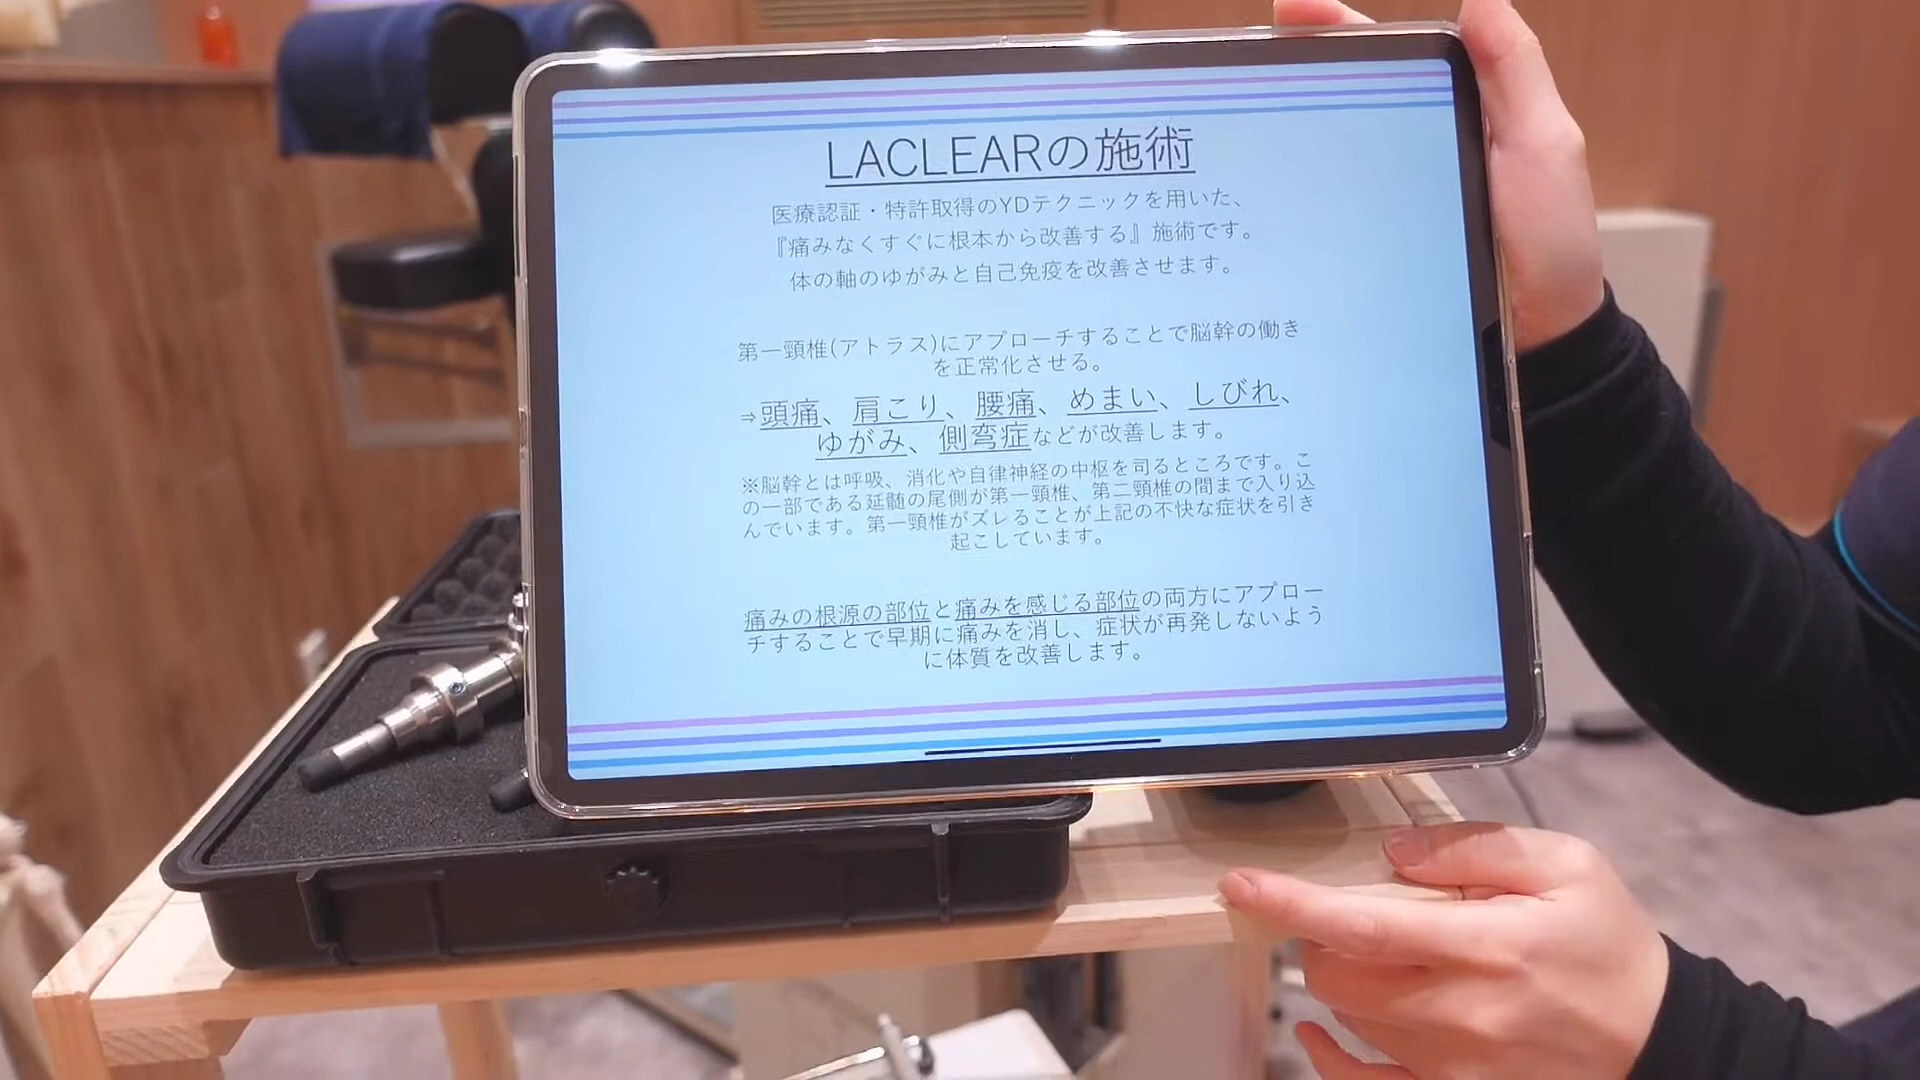 LACLEARの施術
医療認証・特許取得のYDテクニックを用いた、
『痛みなくすぐに根本から改善する』施術です。
体の軸のゆがみと自己免疫を改善させます。
第一頸椎(アトラス)にアプローチすることで脳幹の働き
を正常化させる。
⇒頭痛、肩こり、腰痛、めまい、しびれ、
ゆがみ、側弯症などが改善します。
※脳幹とは呼吸、消化や自律神経の中枢を司るところです。こ
の一部である延髄の尾側が第一頸椎、第二頸椎の間まで入り込
んでいます。第一頸椎がズレることが上記の不快な症状を引き
起こしています。
痛みの根源の部位と痛みを感じる部位の両方にアプロー
チすることで早期に痛みを消し、症状が再発しないよう
に体質を改善します。